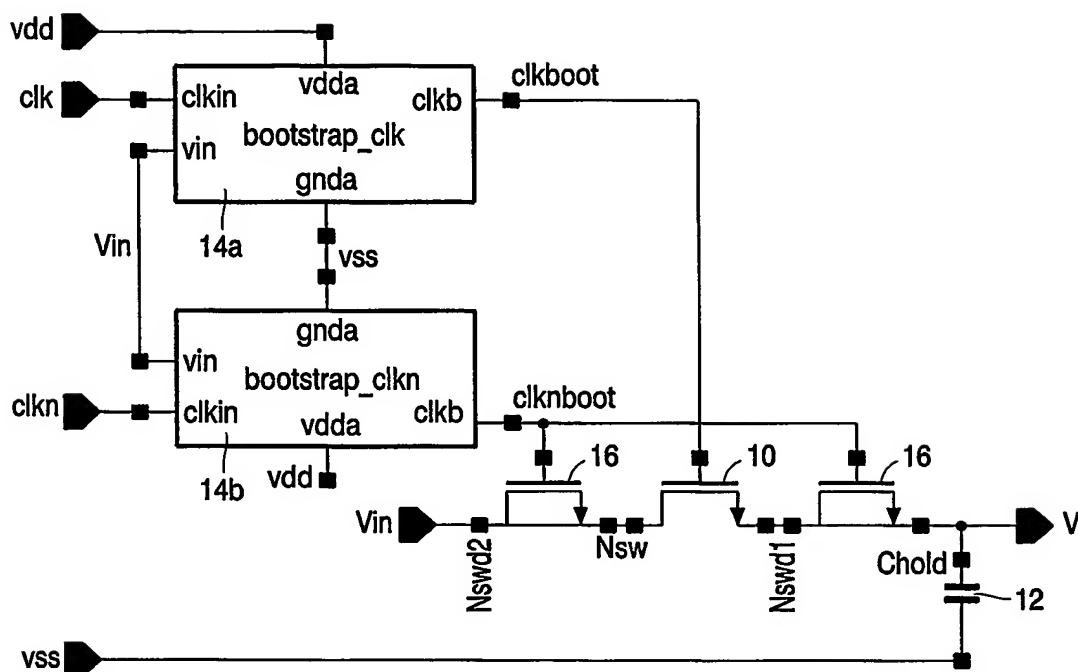 vdd
clk
clkin
vdda
clkb
clkboot
vin
bootstrap_clk
gnda
14a
Vin
vss
gnda
vin
bootstrap_clkn
clkn
clkin
vdda
clkb
clknboot
14b
vdd
16
10
16
Vin
Nswd2
Nsw
Nswd1
V
Chold
12
vss